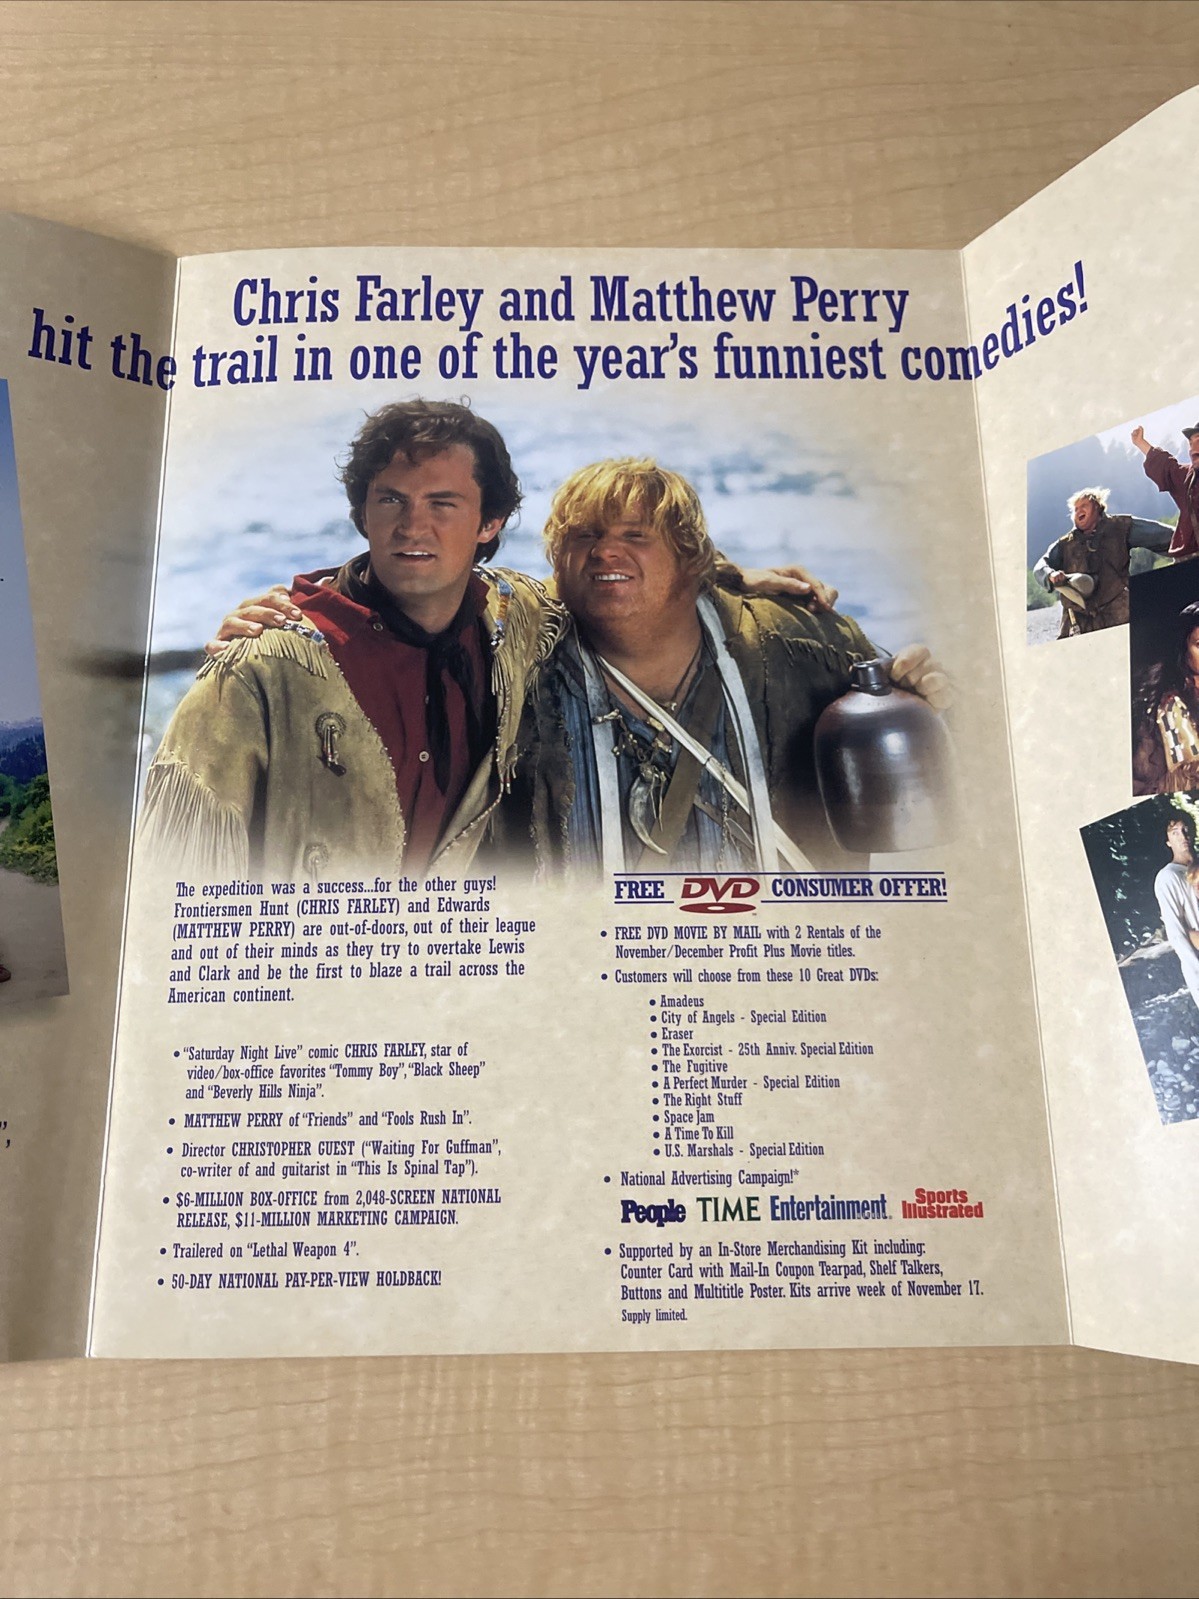 Chris Farley and Matthew Perry
hit the trail in one of the year's funniest comedies!
The expedition was a success...for the other guys!
Frontiersmen Hunt (CHRIS FARLEY) and Edwards
(MATTHEW PERRY) are out-of-doors, out of their league
and out of their minds as they try to overtake Lewis
and Clark and be the first to blaze a trail across the
American continent.
• "Saturday Night Live" comic CHRIS FARLEY, star of
video/box-office favorites "Tommy Boy", "Black Sheep"
and "Beverly Hills Ninja".
• MATTHEW PERRY of "Friends" and "Fools Rush In".
• Director CHRISTOPHER GUEST ("Waiting For Guffman",
co-writer of and guitarist in "This Is Spinal Tap").
• $6-MILLION BOX-OFFICE from 2,048-SCREEN NATIONAL
RELEASE, $11-MILLION MARKETING CAMPAIGN.
• Trailered on "Lethal Weapon 4".
• 50-DAY NATIONAL PAY-PER-VIEW HOLDBACK!
FREE DVD CONSUMER OFFER!
• FREE DVD MOVIE BY MAIL with 2 Rentals of the
November/December Profit Plus Movie titles.
• Customers will choose from these 10 Great DVDs:
• Amadeus
• City of Angels - Special Edition
• Eraser
• The Exorcist - 25th Anniv. Special Edition
• The Fugitive
• A Perfect Murder - Special Edition
• The Right Stuff
• Space Jam
• A Time To Kill
• U.S. Marshals - Special Edition
• National Advertising Campaign!*
People TIME Entertainment Sports Illustrated
• Supported by an In-Store Merchandising Kit including:
Counter Card with Mail-In Coupon Tearpad, Shelf Talkers,
Buttons and Multititle Poster. Kits arrive week of November 17.
Supply limited.